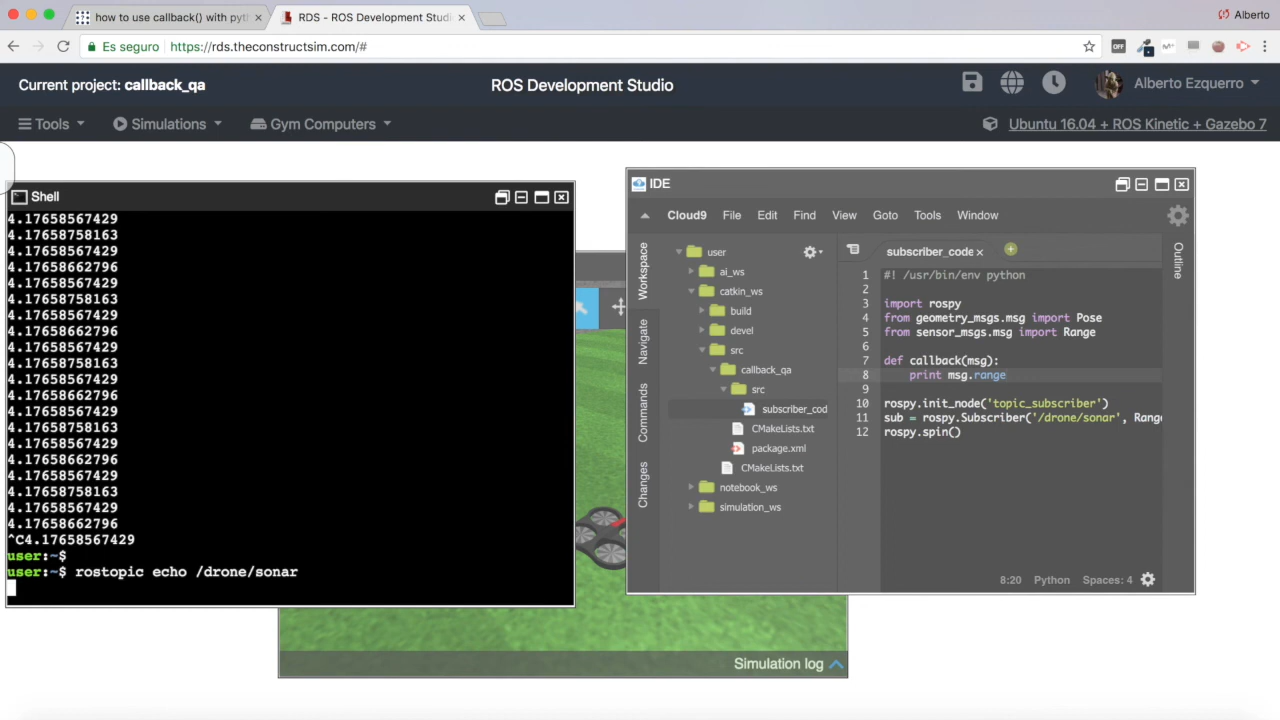 how to use callback() with pyth
RDS - ROS Development Studi
Alberto
Es seguro
https://rds.theconstructsim.com/#
OFF
Current project: callback_qa
ROS Development Studio
Alberto Ezquerro
Tools
Simulations
Gym Computers
Ubuntu 16.04 + ROS Kinetic + Gazebo 7
Shell
4.17658567429
4.17658758163
4.17658567429
4.17658662796
4.17658567429
4.17658758163
4.17658567429
4.17658662796
4.17658567429
4.17658758163
4.17658567429
4.17658662796
4.17658567429
4.17658758163
4.17658567429
4.17658662796
4.17658567429
4.17658758163
4.17658567429
4.17658662796
^C4.17658567429
user:~$
user:~$ rostopic echo /drone/sonar
IDE
Cloud9 File Edit Find View Goto Tools Window
Workspace
Navigate
Commands
Changes
user
ai_ws
catkin_ws
build
devel
src
callback_qa
src
subscriber_cod
CMakeLists.txt
package.xml
CMakeLists.txt
notebook_ws
simulation_ws
subscriber_code
Outline
1 #! /usr/bin/env python
2
3 import rospy
4 from geometry_msgs.msg import Pose
5 from sensor_msgs.msg import Range
6
7 def callback(msg):
8 print msg.range
9
10 rospy.init_node('topic_subscriber')
11 sub = rospy.Subscriber('/drone/sonar', Rang
12 rospy.spin()
8:20 Python Spaces: 4
Simulation log